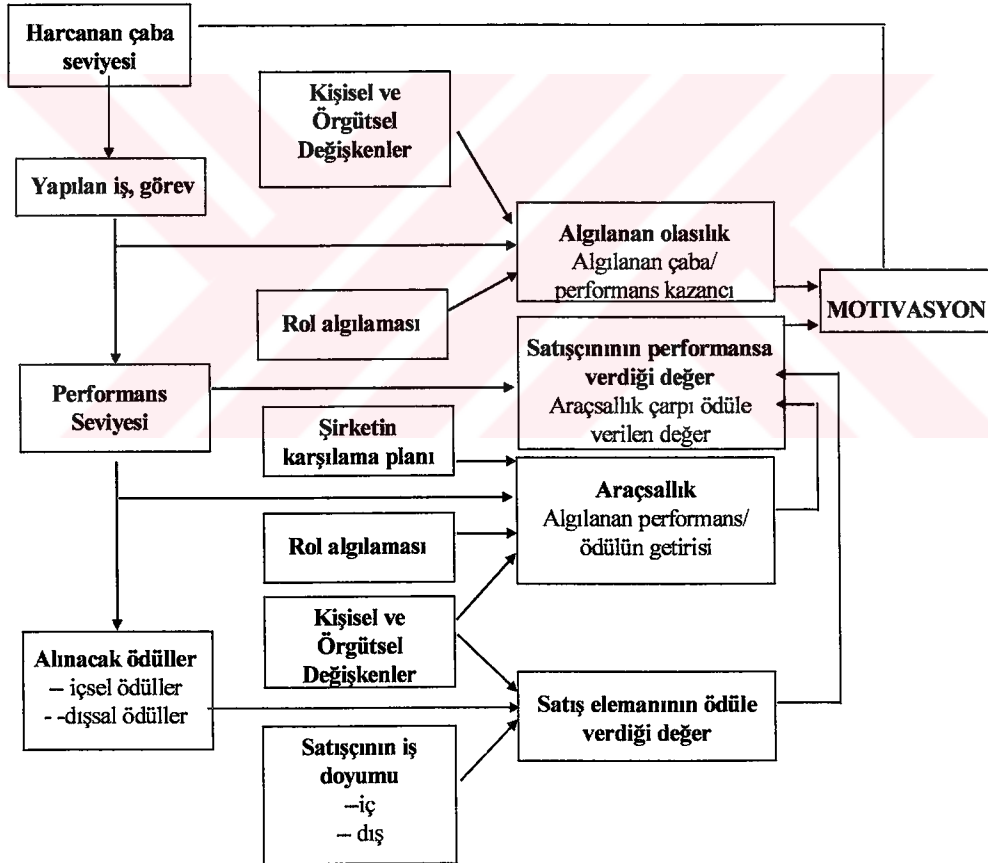 Harcanan çaba
seviyesi
Kişisel ve
Örgütsel
Değişkenler
Yapılan iş, görev
Algılanan olasılık
Algılanan çaba/
performans kazancı
MOTIVASYON
Rol algılaması
Satışçınının performansa
verdiği değer
Araçsallık çarpı ödüle
verilen değer
Performans
Seviyesi
Şirketin
karşılama planı
Araçsallık
Algılanan performans/
ödülün getirisi
Rol algılaması
Kişisel ve
Örgütsel
Değişkenler
Alınacak ödüller
– içsel ödüller
- -dışsal ödüller
Satış elemanının ödüle
verdiği değer
Satışçının iş
doyumu
–iç
– dış